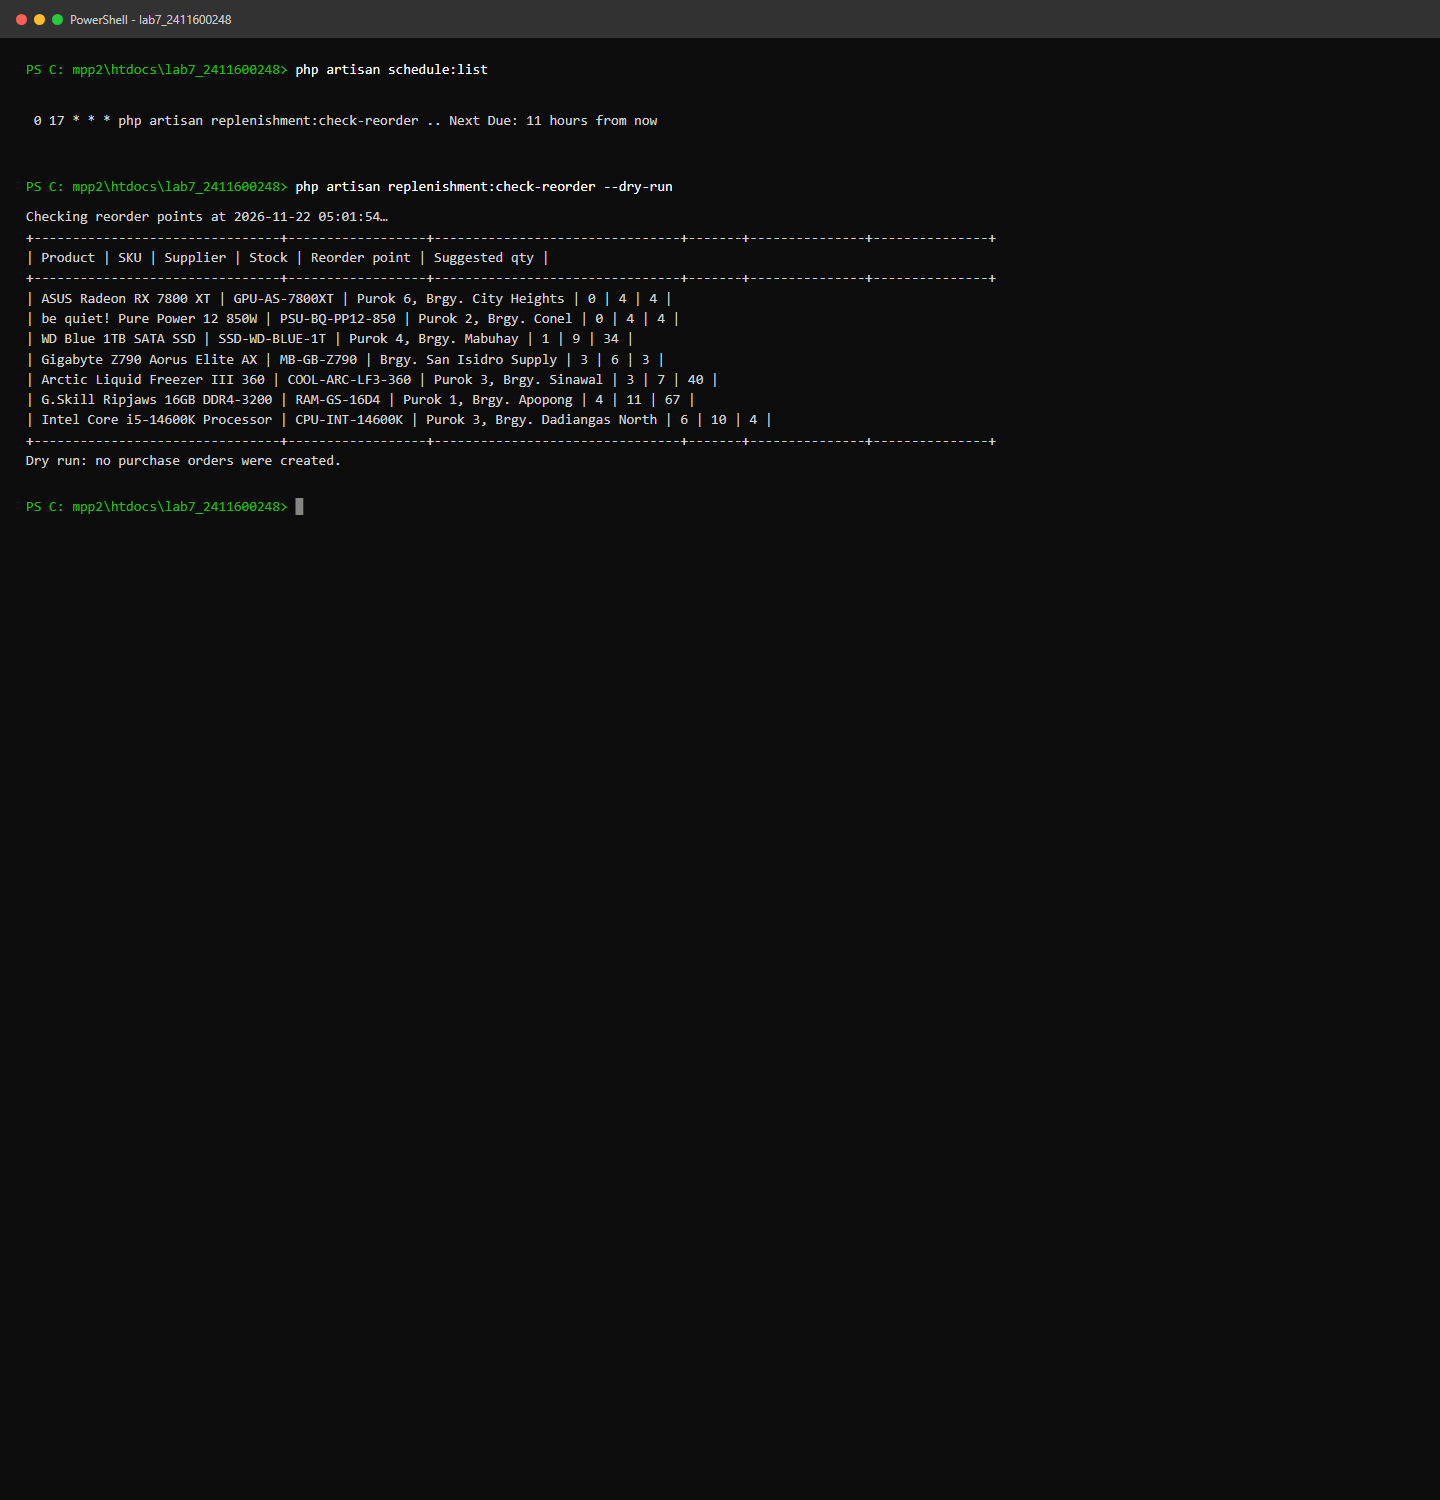 PowerShell - lab7_2411600248
PS C: mpp2\htdocs\lab7_2411600248> php artisan schedule:list
0 17 * * * php artisan replenishment:check-reorder .. Next Due: 11 hours from now
PS C: mpp2\htdocs\lab7_2411600248> php artisan replenishment:check-reorder --dry-run
Checking reorder points at 2026-11-22 05:01:54…
+--------------------------------+------------------+--------------------------------+-------+---------------+---------------+
| Product | SKU | Supplier | Stock | Reorder point | Suggested qty |
+--------------------------------+------------------+--------------------------------+-------+---------------+---------------+
| ASUS Radeon RX 7800 XT | GPU-AS-7800XT | Purok 6, Brgy. City Heights | 0 | 4 | 4 |
| be quiet! Pure Power 12 850W | PSU-BQ-PP12-850 | Purok 2, Brgy. Conel | 0 | 4 | 4 |
| WD Blue 1TB SATA SSD | SSD-WD-BLUE-1T | Purok 4, Brgy. Mabuhay | 1 | 9 | 34 |
| Gigabyte Z790 Aorus Elite AX | MB-GB-Z790 | Brgy. San Isidro Supply | 3 | 6 | 3 |
| Arctic Liquid Freezer III 360 | COOL-ARC-LF3-360 | Purok 3, Brgy. Sinawal | 3 | 7 | 40 |
| G.Skill Ripjaws 16GB DDR4-3200 | RAM-GS-16D4 | Purok 1, Brgy. Apopong | 4 | 11 | 67 |
| Intel Core i5-14600K Processor | CPU-INT-14600K | Purok 3, Brgy. Dadiangas North | 6 | 10 | 4 |
+--------------------------------+------------------+--------------------------------+-------+---------------+---------------+
Dry run: no purchase orders were created.
PS C: mpp2\htdocs\lab7_2411600248>